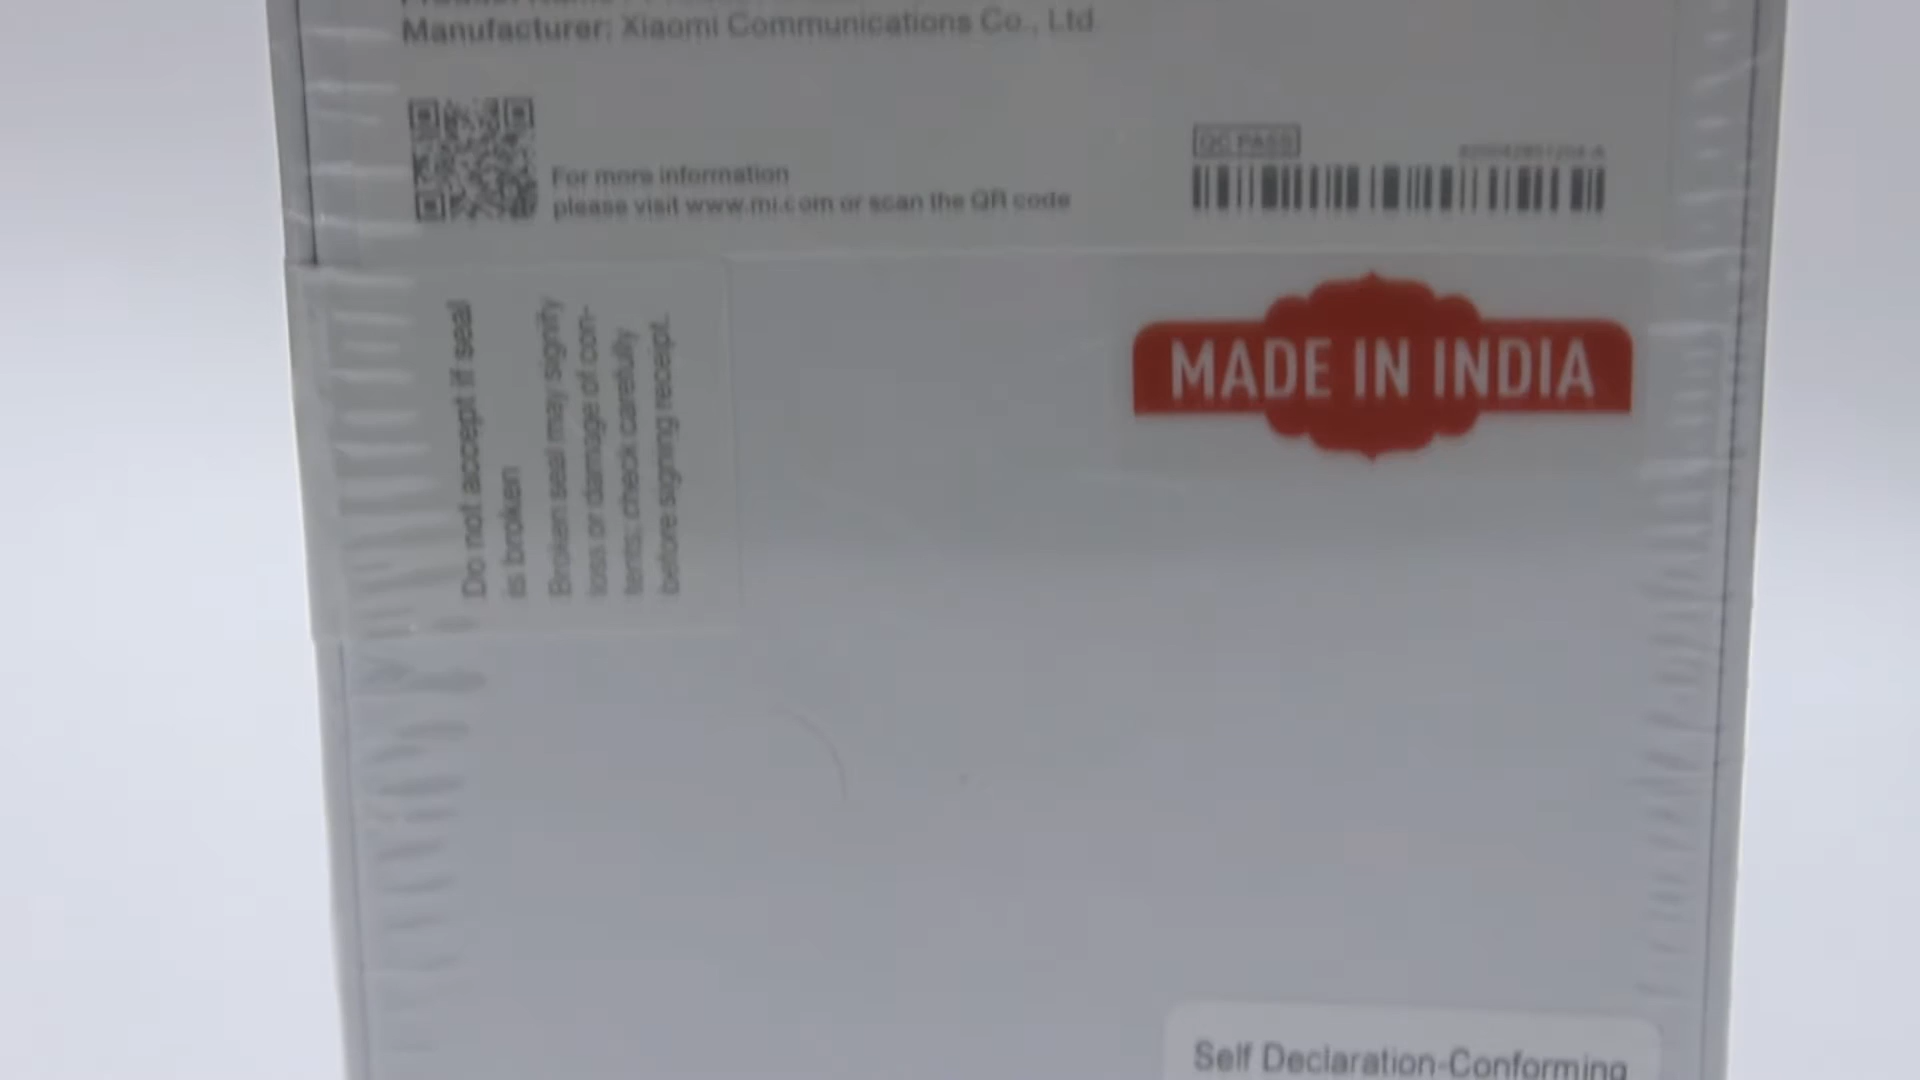 Manufacturer: Xiaomi Communications Co., Ltd.
QC PASS
For more information
please visit www.mi.com or scan the QR code
MADE IN INDIA
Do not accept if seal
is broken
Broken seal may signify
loss or damage of con-
tents; check carefully
before signing receipt.
Self Declaration-Conforming